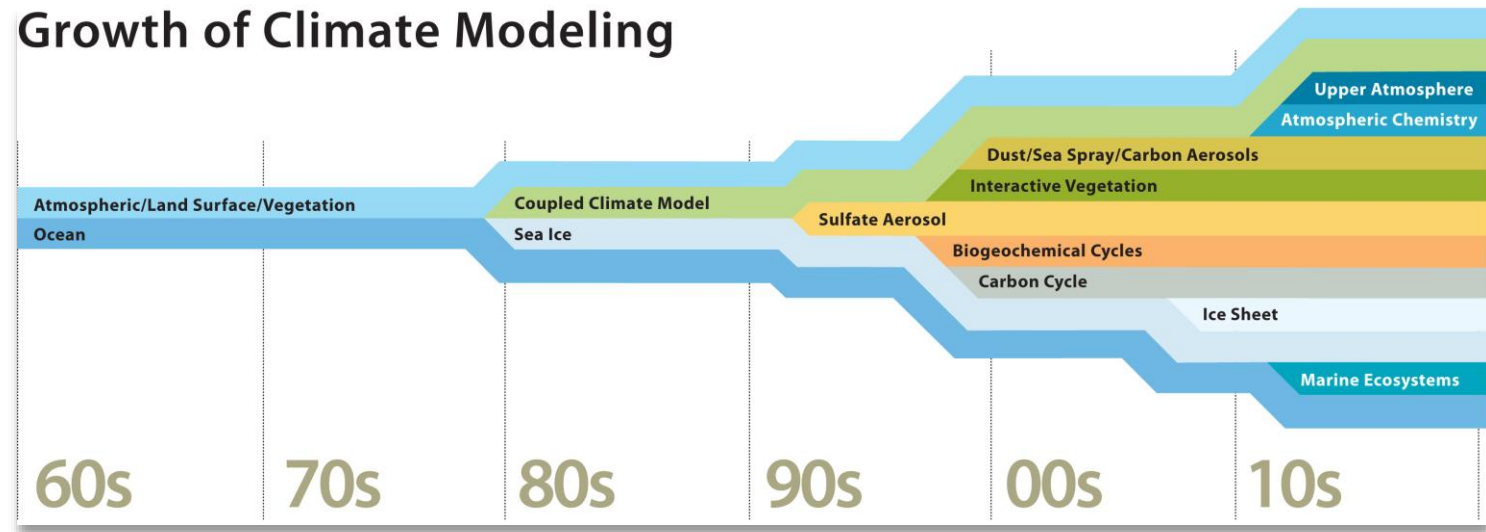 Growth of Climate Modeling
Upper Atmosphere
Atmospheric Chemistry
Dust/Sea Spray/Carbon Aerosols
Interactive Vegetation
Atmospheric/Land Surface/Vegetation
Coupled Climate Model
Sulfate Aerosol
Ocean
Sea Ice
Biogeochemical Cycles
Carbon Cycle
Ice Sheet
Marine Ecosystems
60s 70s 80s 90s 00s 10s